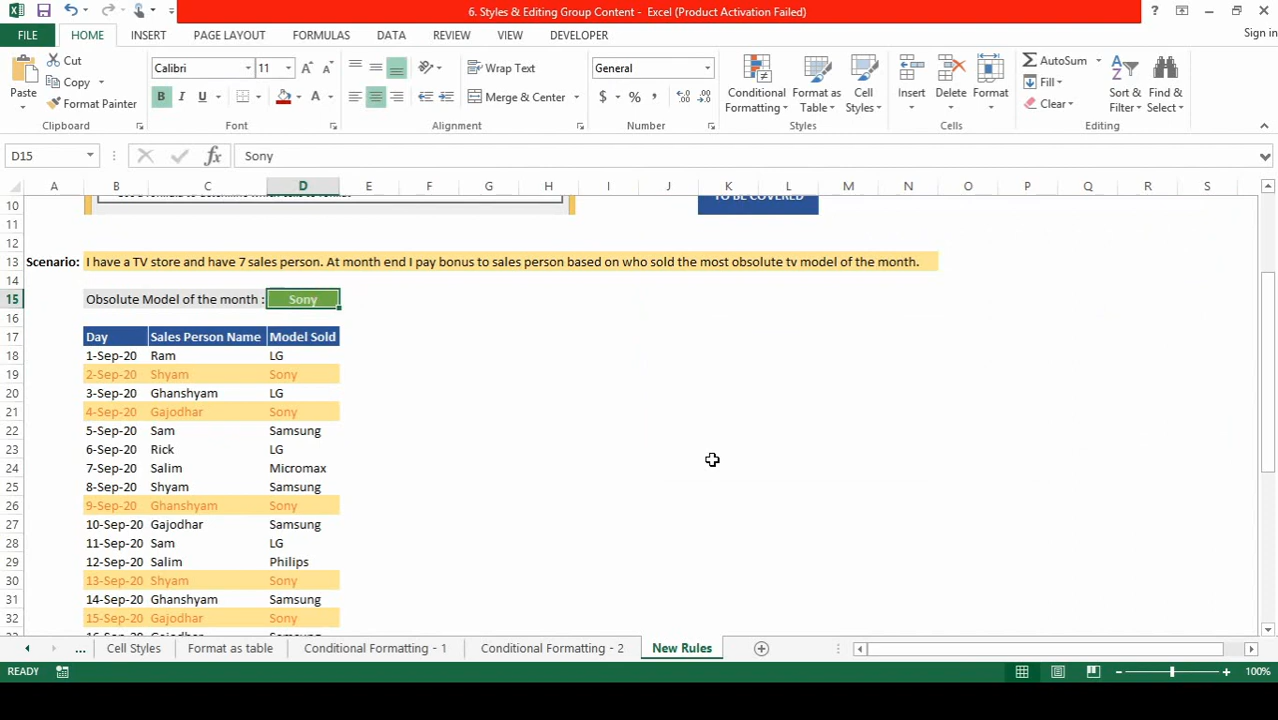 6. Styles & Editing Group Content - Excel (Product Activation Failed)
?
FILE HOME INSERT PAGE LAYOUT FORMULAS DATA REVIEW VIEW DEVELOPER Sign in
Paste
Cut
Copy
Format Painter
Clipboard
Calibri 11
B I U
Font
Wrap Text
Merge & Center
Alignment
General
$ % ,
Number
Conditional Formatting
Format as Table
Cell Styles
Styles
Insert
Delete
Format
Cells
AutoSum
Fill
Clear
Sort & Filter
Find & Select
Editing
D15 fx Sony
A B C D E F G H I J K L M N O P Q R S
10 TO BE COVERED
11
12
13 Scenario: I have a TV store and have 7 sales person. At month end I pay bonus to sales person based on who sold the most obsolute tv model of the month.
14
15 Obsolute Model of the month : Sony
16
17 Day Sales Person Name Model Sold
18 1-Sep-20 Ram LG
19 2-Sep-20 Shyam Sony
20 3-Sep-20 Ghanshyam LG
21 4-Sep-20 Gajodhar Sony
22 5-Sep-20 Sam Samsung
23 6-Sep-20 Rick LG
24 7-Sep-20 Salim Micromax
25 8-Sep-20 Shyam Samsung
26 9-Sep-20 Ghanshyam Sony
27 10-Sep-20 Gajodhar Samsung
28 11-Sep-20 Sam LG
29 12-Sep-20 Salim Philips
30 13-Sep-20 Shyam Sony
31 14-Sep-20 Ghanshyam Samsung
32 15-Sep-20 Gajodhar Sony
... Cell Styles Format as table Conditional Formatting - 1 Conditional Formatting - 2 New Rules
READY 100%